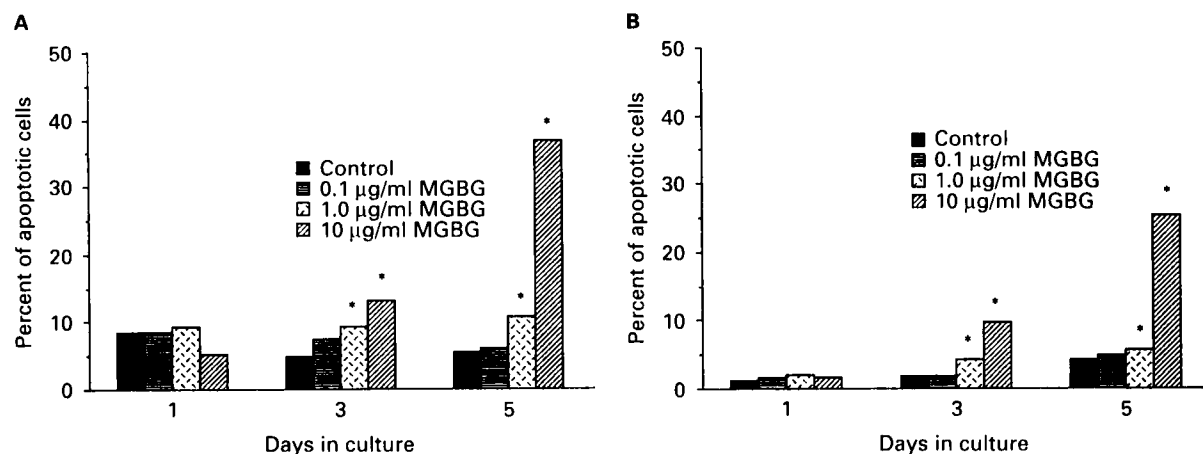 A
Percent of apoptotic cells
50
40
30
20
10
0
Control
0.1 µg/ml MGBG
1.0 µg/ml MGBG
10 µg/ml MGBG
*
*
*
*
1
3
5
Days in culture
B
Percent of apoptotic cells
50
40
30
20
10
0
Control
0.1 µg/ml MGBG
1.0 µg/ml MGBG
10 µg/ml MGBG
*
*
*
*
1
3
5
Days in culture